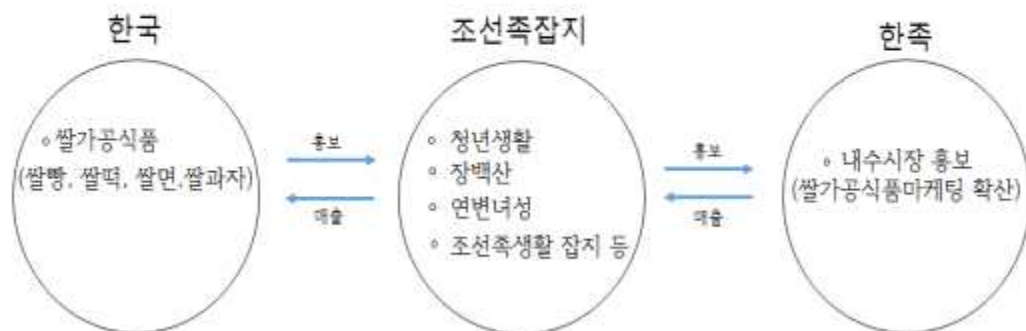 한국
◦ 쌀가공식품
(쌀빵, 쌀떡, 쌀면.쌀과자)
홍보
매출
조선족잡지
◦ 청년생활
◦ 장백산
◦ 연변녀성
◦ 조선족생활 잡지 등
홍보
매출
한족
◦ 내수시장 홍보
(쌀가공식품마케팅 확산)